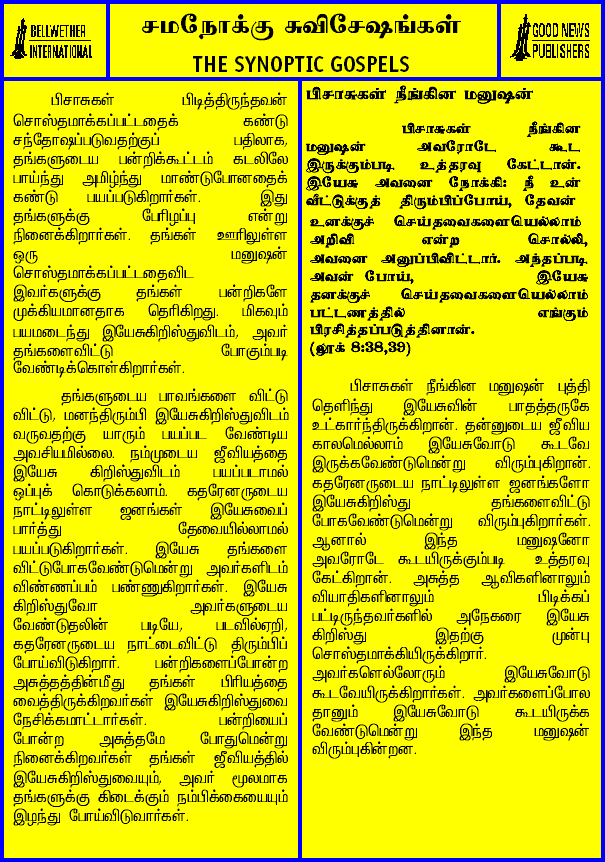 BELLWETHER
INTERNATIONAL
சமநோக்கு சுவிசேஷங்கள்
THE SYNOPTIC GOSPELS
GOOD NEWS
PUBLISHERS
பிசாசுகள் பிடித்திருந்தவன்
சொஸ்தமாக்கப்பட்டதைக் கண்டு
சந்தோஷப்படுவதற்குப் பதிலாக,
தங்களுடைய பன்றிக்கூட்டம் கடலிலே
பாய்ந்து அமிழ்ந்து மாண்டுபோனதைக்
கண்டு பயப்படுகிறார்கள். இது
தங்களுக்கு பேரிழப்பு என்று
நினைக்கிறார்கள். தங்கள் ஊரிலுள்ள
ஒரு மனுஷன்
சொஸ்தமாக்கப்பட்டதைவிட
இவர்களுக்கு தங்கள் பன்றிகளே
முக்கியமானதாக தெரிகிறது. மிகவும்
பயமடைந்து இயேசுகிறிஸ்துவிடம், அவர்
தங்களைவிட்டு போகும்படி
வேண்டிக்கொள்கிறார்கள்.
தங்களுடைய பாவங்களை விட்டு
விட்டு, மனந்திரும்பி இயேசுகிறிஸ்துவிடம்
வருவதற்கு யாரும் பயப்பட வேண்டிய
அவசியமில்லை. நம்முடைய ஜீவியத்தை
இயேசு கிறிஸ்துவிடம் பயப்படாமல்
ஒப்புக் கொடுக்கலாம். கதரேனருடைய
நாட்டிலுள்ள ஜனங்கள் இயேசுவைப்
பார்த்து தேவையில்லாமல்
பயப்படுகிறார்கள். இயேசு தங்களை
விட்டுபோகவேண்டுமென்று அவர்களிடம்
விண்ணப்பம் பண்ணுகிறார்கள். இயேசு
கிறிஸ்துவோ அவர்களுடைய
வேண்டுதலின் படியே, படவில்ஏறி,
கதரேனருடைய நாட்டைவிட்டு திரும்பிப்
போய்விடுகிறார். பன்றிகளைப்போன்ற
அசுத்தத்தின்மீது தங்கள் பிரியத்தை
வைத்திருக்கிறவர்கள் இயேசுகிறிஸ்துவை
நேசிக்கமாட்டார்கள். பன்றியைப்
போன்ற அசுத்தமே போதுமென்று
நினைக்கிறவர்கள் தங்கள் ஜீவியத்தில்
இயேசுகிறிஸ்துவையும், அவர் மூலமாக
தங்களுக்கு கிடைக்கும் நம்பிக்கையையும்
இழந்து போய்விடுவார்கள்.
பிசாசுகள் நீங்கின மனுஷன்
பிசாசுகள் நீங்கின
மனுஷன் அவரோடே கூட
இருக்கும்படி உத்தரவு கேட்டான்.
இயேசு அவனை நோக்கி: நீ உன்
வீட்டுக்குத் திரும்பிப்போய், தேவன்
உனக்குச் செய்தவைகளையெல்லாம்
அறிவி என்ற சொல்லி,
அவனை அனுப்பிவிட்டார். அந்தப்படி
அவன் போய், இயேசு
தனக்குச் செய்தவைகளையெல்லாம்
பட்டணத்தில் எங்கும்
பிரசித்தப்படுத்தினான்.
(லூக் 8:38,39)
பிசாசுகள் நீங்கின மனுஷன் புத்தி
தெளிந்து இயேசுவின் பாதத்தருகே
உட்கார்ந்திருக்கிறான். தன்னுடைய ஜீவிய
காலமெல்லாம் இயேசுவோடு கூடவே
இருக்கவேண்டுமென்று விரும்புகிறான்.
கதரேனருடைய நாட்டிலுள்ள ஜனங்களோ
இயேசுகிறிஸ்து தங்களைவிட்டு
போகவேண்டுமென்று விரும்புகிறார்கள்.
ஆனால் இந்த மனுஷனோ
அவரோடே கூடயிருக்கும்படி உத்தரவு
கேட்கிறான். அசுத்த ஆவிகளினாலும்
வியாதிகளினாலும் பிடிக்கப்
பட்டிருந்தவர்களில் அநேகரை இயேசு
கிறிஸ்து இதற்கு முன்பு
சொஸ்தமாக்கியிருக்கிறார்.
அவர்களெல்லோரும் இயேசுவோடு
கூடவேயிருக்கிறார்கள். அவர்களைப்போல
தானும் இயேசுவோடு கூடயிருக்க
வேண்டுமென்று இந்த மனுஷன்
விரும்புகின்றன.